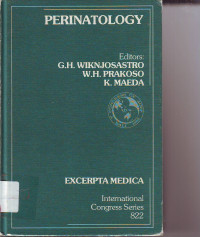 PERINATOLOGY
Editors:
G.H. WIKNJOSASTRO
W.H. PRAKOSO
K. MAEDA
EXCERPTA MEDICA
International
Congress Series
822